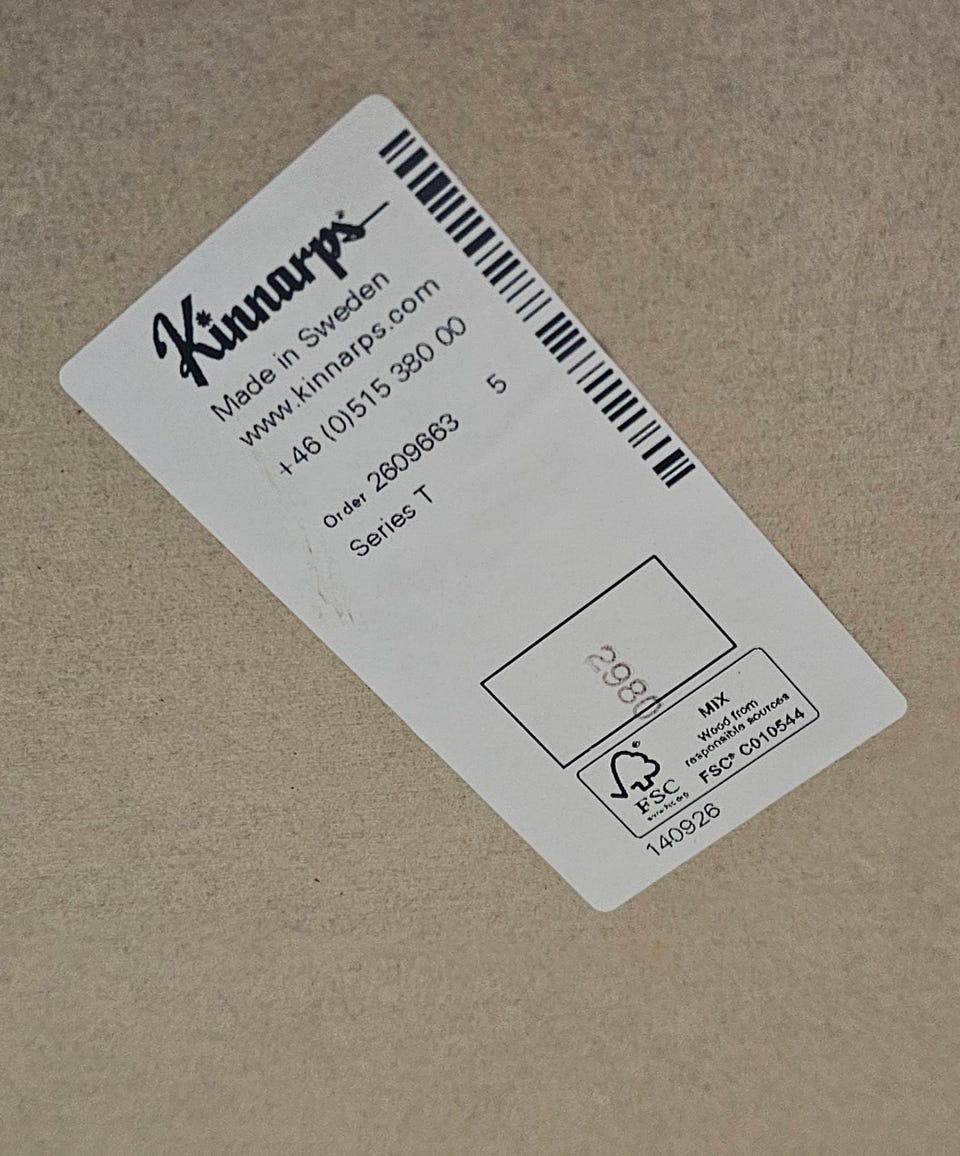 Kinnarps
Made in Sweden
www.kinnarps.com
+46 (0)515 380 00
Order 2609663 5
Series T
2980
MIX
Wood from
responsible sources
FSC® C010544
FSC
www.fsc.org
140926